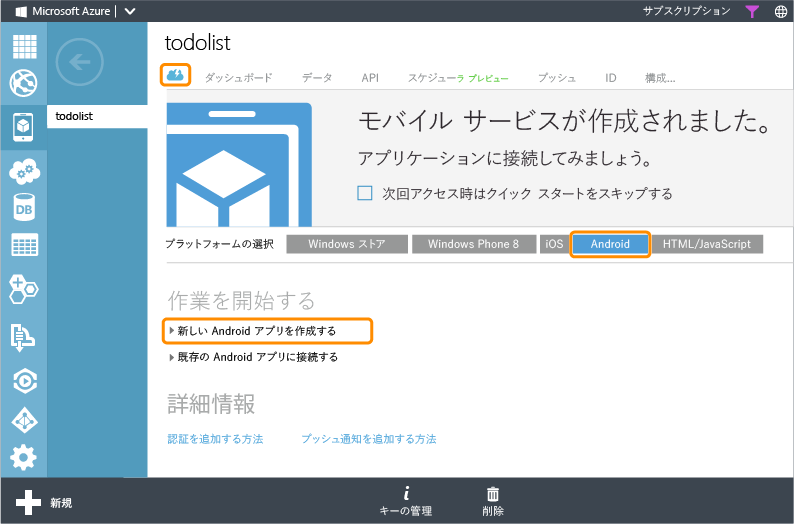 Microsoft Azure
サブスクリプション
todolist
ダッシュボード データ API スケジューラ プレビュー プッシュ ID 構成...
todolist
モバイル サービスが作成されました。
アプリケーションに接続してみましょう。
次回アクセス時はクイック スタートをスキップする
DB
プラットフォームの選択 Windows ストア Windows Phone 8 iOS Android HTML/JavaScript
作業を開始する
新しい Android アプリを作成する
既存の Android アプリに接続する
詳細情報
認証を追加する方法 プッシュ通知を追加する方法
新規
キーの管理
削除